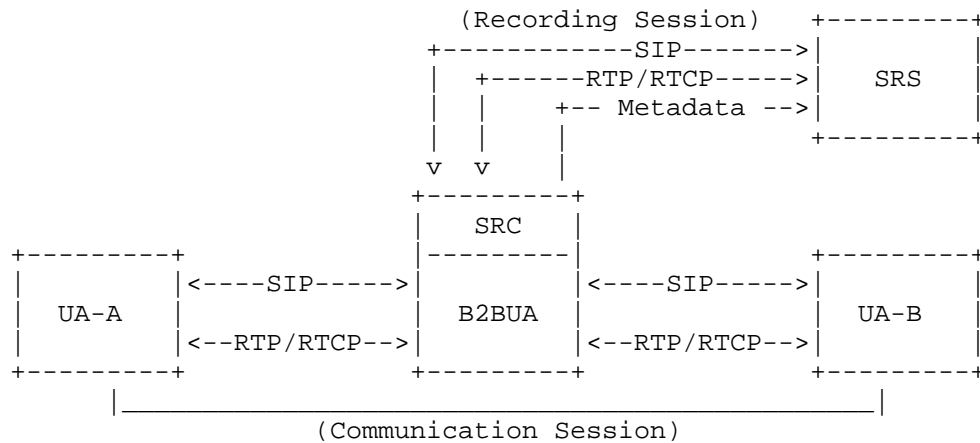 (Recording Session) +---------+
+------------SIP------->| |
| +------RTP/RTCP----->| SRS |
| | +-- Metadata -->| |
| | | +---------+
v v |
+---------+
| SRC |
+---------+ |---------| +---------+
| |<----SIP----->| |<----SIP----->| |
| UA-A | | B2BUA | | UA-B |
| |<--RTP/RTCP-->| |<--RTP/RTCP-->| |
+---------+ +---------+ +---------+
|_______________________________________________|
(Communication Session)